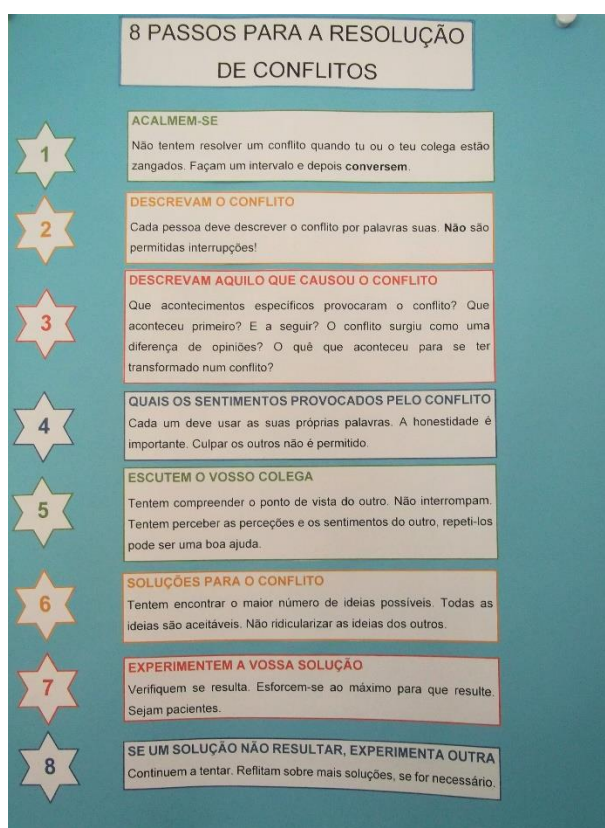 8 PASSOS PARA A RESOLUÇÃO
DE CONFLITOS
1
ACALMEM-SE
Não tentem resolver um conflito quando tu ou o teu colega estão
zangados. Façam um intervalo e depois conversem.
2
DESCREVAM O CONFLITO
Cada pessoa deve descrever o conflito por palavras suas. Não são
permitidas interrupções!
3
DESCREVAM AQUILO QUE CAUSOU O CONFLITO
Que acontecimentos específicos provocaram o conflito? Que
aconteceu primeiro? E a seguir? O conflito surgiu como uma
diferença de opiniões? O quê que aconteceu para se ter
transformado num conflito?
4
QUAIS OS SENTIMENTOS PROVOCADOS PELO CONFLITO
Cada um deve usar as suas próprias palavras. A honestidade é
importante. Culpar os outros não é permitido.
5
ESCUTEM O VOSSO COLEGA
Tentem compreender o ponto de vista do outro. Não interrompam.
Tentem perceber as perceções e os sentimentos do outro, repeti-los
pode ser uma boa ajuda.
6
SOLUÇÕES PARA O CONFLITO
Tentem encontrar o maior número de ideias possíveis. Todas as
ideias são aceitáveis. Não ridicularizar as ideias dos outros.
7
EXPERIMENTEM A VOSSA SOLUÇÃO
Verifiquem se resulta. Esforcem-se ao máximo para que resulte.
Sejam pacientes.
8
SE UM SOLUÇÃO NÃO RESULTAR, EXPERIMENTA OUTRA
Continuem a tentar. Reflitam sobre mais soluções, se for necessário.